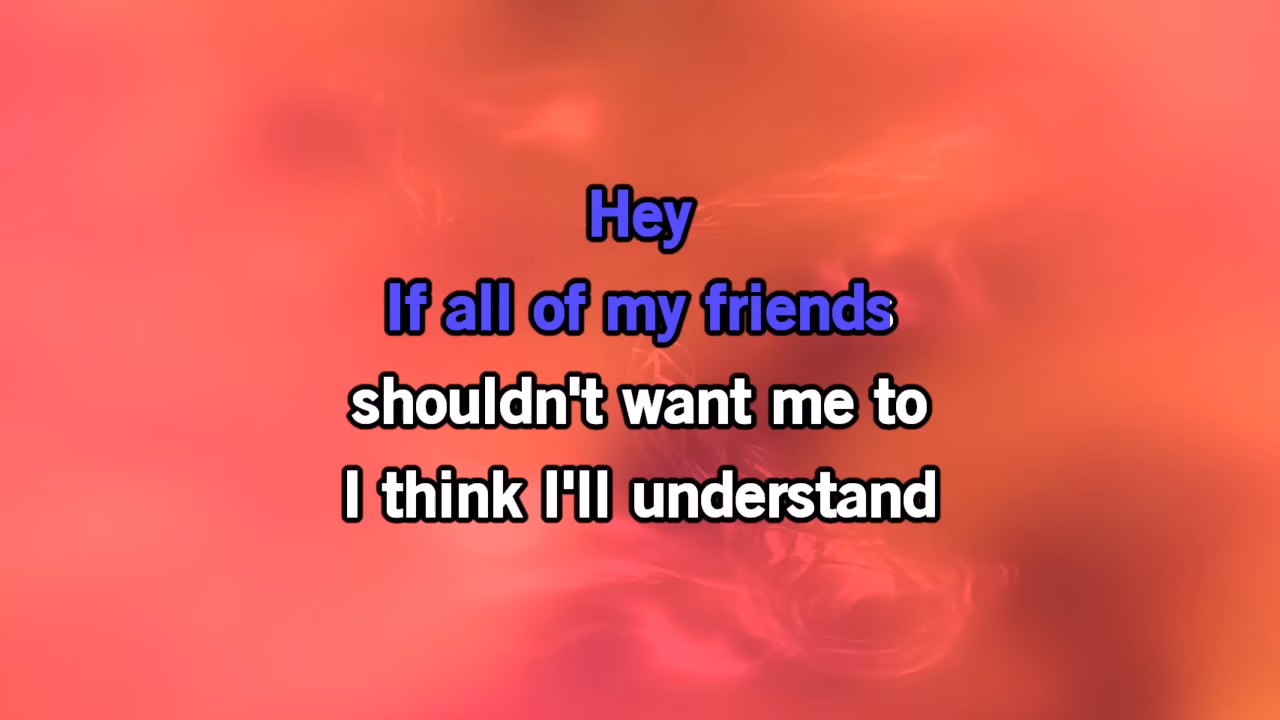 Hey
If all of my friends
shouldn't want me to
I think I'll understand